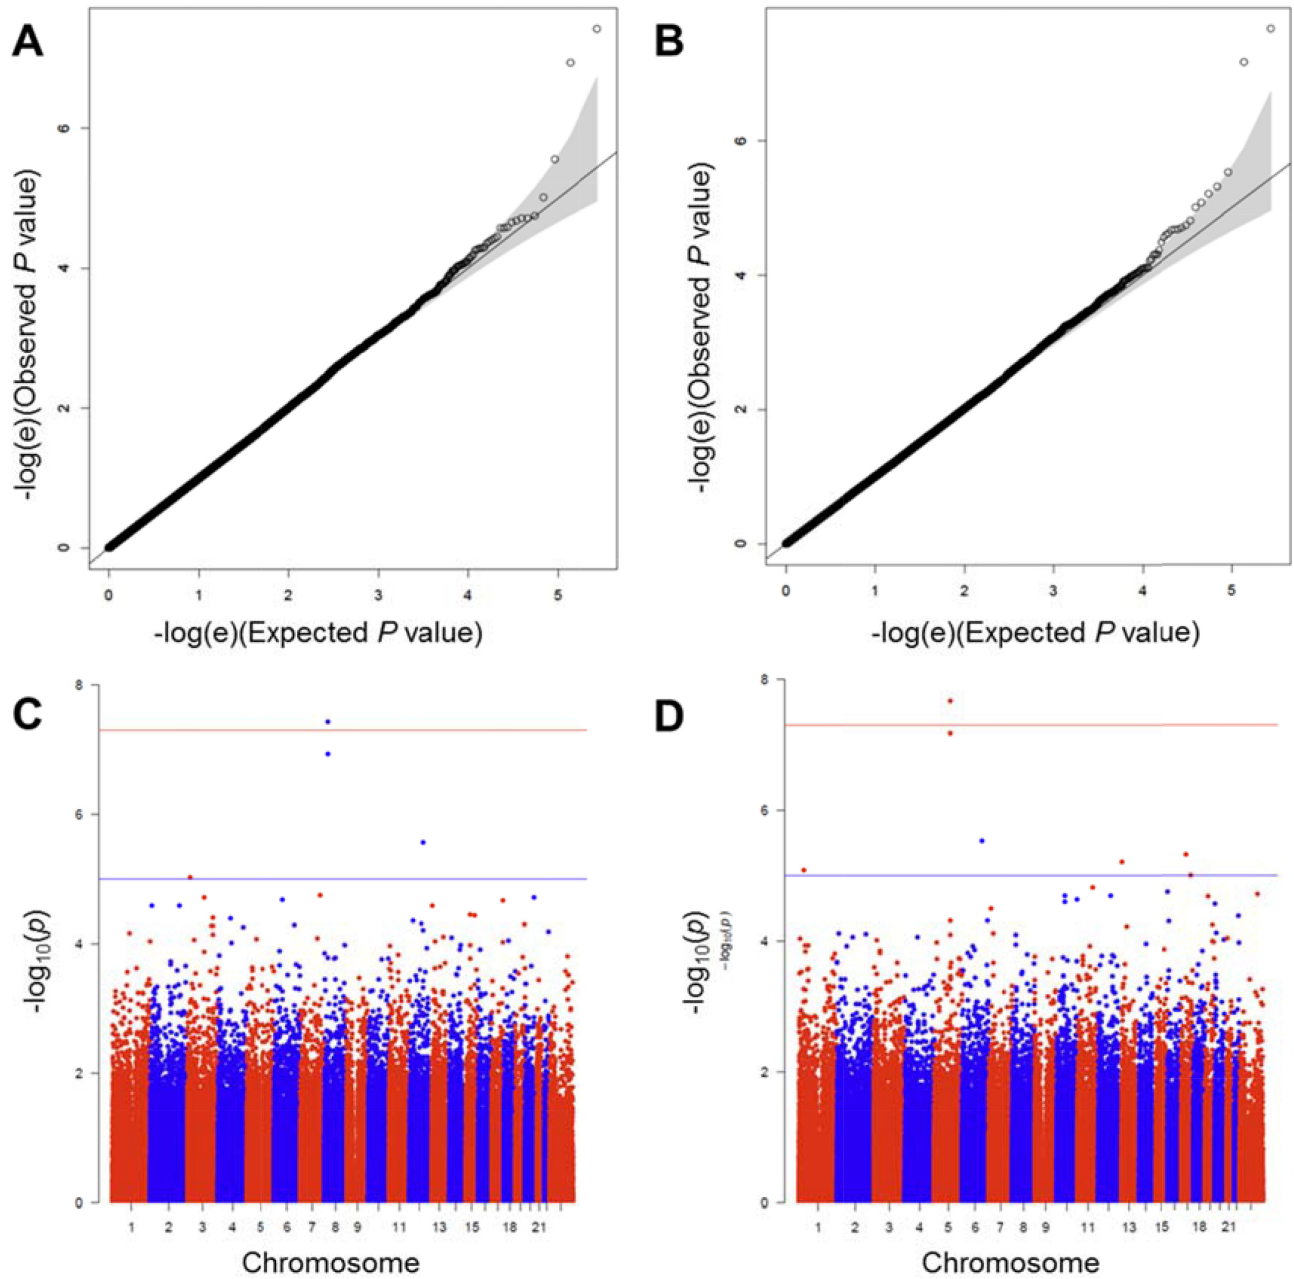 A
B
-log(e)(Observed P value)
6
4
2
0
0 1 2 3 4 5
-log(e)(Expected P value)
-log(e)(Observed P value)
6
4
2
0
0 1 2 3 4 5
-log(e)(Expected P value)
C
-log10(p)
8
6
4
2
0
1 2 3 4 5 6 7 8 9 11 13 15 18 21
Chromosome
D
-log10(p)
-log10(p)
8
6
4
2
0
1 2 3 4 5 6 7 8 9 11 13 15 18 21
Chromosome